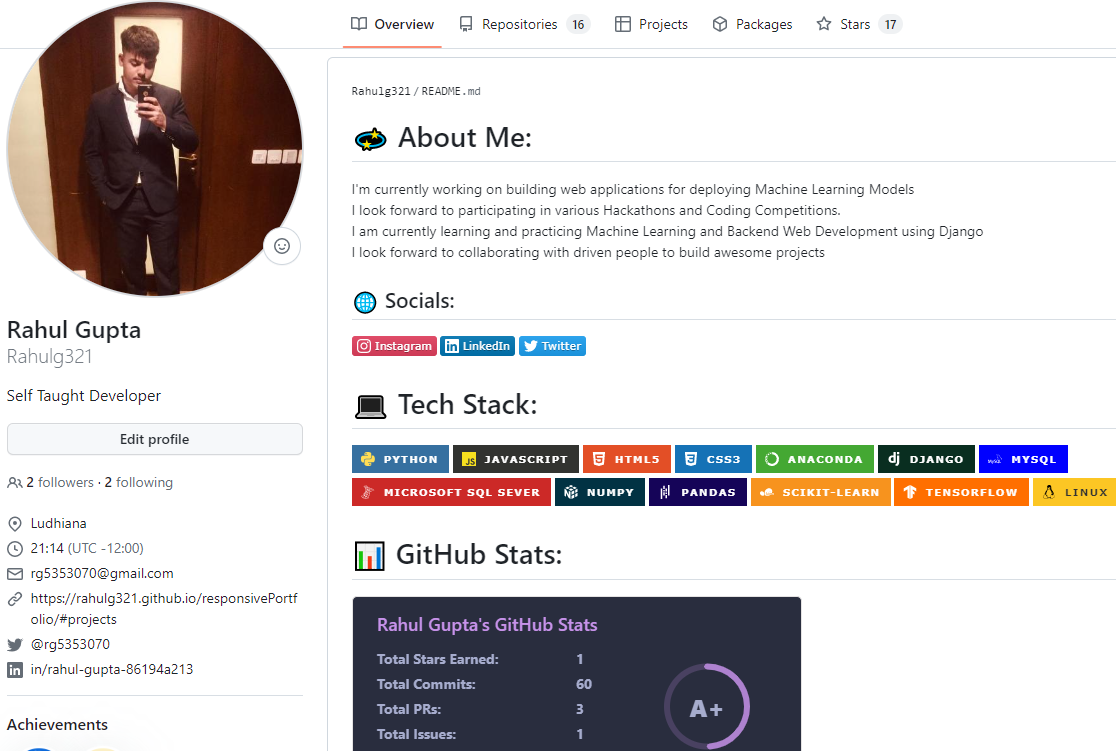 Overview
Repositories 16
Projects
Packages
Stars 17
Rahulg321 / README.md
About Me:
I'm currently working on building web applications for deploying Machine Learning Models
I look forward to participating in various Hackathons and Coding Competitions.
I am currently learning and practicing Machine Learning and Backend Web Development using Django
I look forward to collaborating with driven people to build awesome projects
Socials:
Instagram LinkedIn Twitter
Tech Stack:
PYTHON JS JAVASCRIPT HTML5 CSS3 ANACONDA dj DJANGO MYSQL
MICROSOFT SQL SEVER NUMPY PANDAS SCIKIT-LEARN TENSORFLOW LINUX
GitHub Stats:
Rahul Gupta's GitHub Stats
Total Stars Earned: 1
Total Commits: 60
Total PRs: 3
Total Issues: 1
A+
Rahul Gupta
Rahulg321
Self Taught Developer
Edit profile
2 followers · 2 following
Ludhiana
21:14 (UTC -12:00)
rg5353070@gmail.com
https://rahulg321.github.io/responsivePortf
olio/#projects
@rg5353070
in/rahul-gupta-86194a213
Achievements